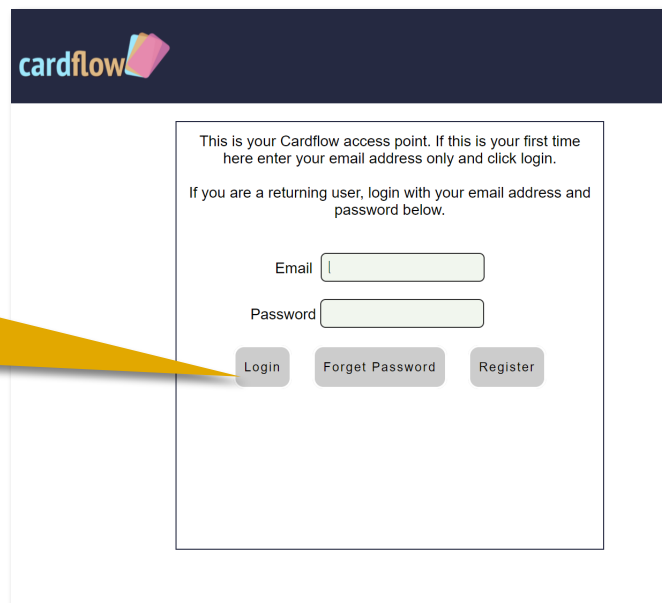 cardflow
This is your Cardflow access point. If this is your first time
here enter your email address only and click login.
If you are a returning user, login with your email address and
password below.
Email
Password
Login Forget Password Register